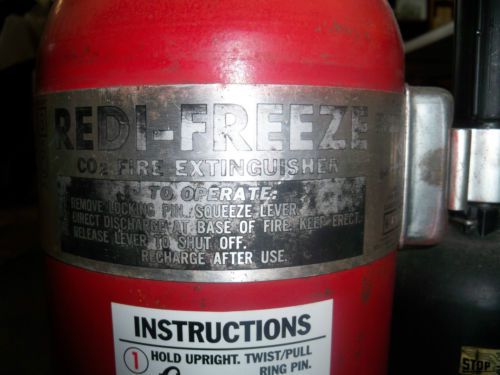 REDI-FREEZE
CO2 FIRE EXTINGUISHER
TO OPERATE:
REMOVE LOCKING PIN. SQUEEZE LEVER.
DIRECT DISCHARGE AT BASE OF FIRE. KEEP ERECT.
RELEASE LEVER TO SHUT OFF.
RECHARGE AFTER USE.
INSTRUCTIONS
1 HOLD UPRIGHT. TWIST/PULL
RING PIN.
STOP